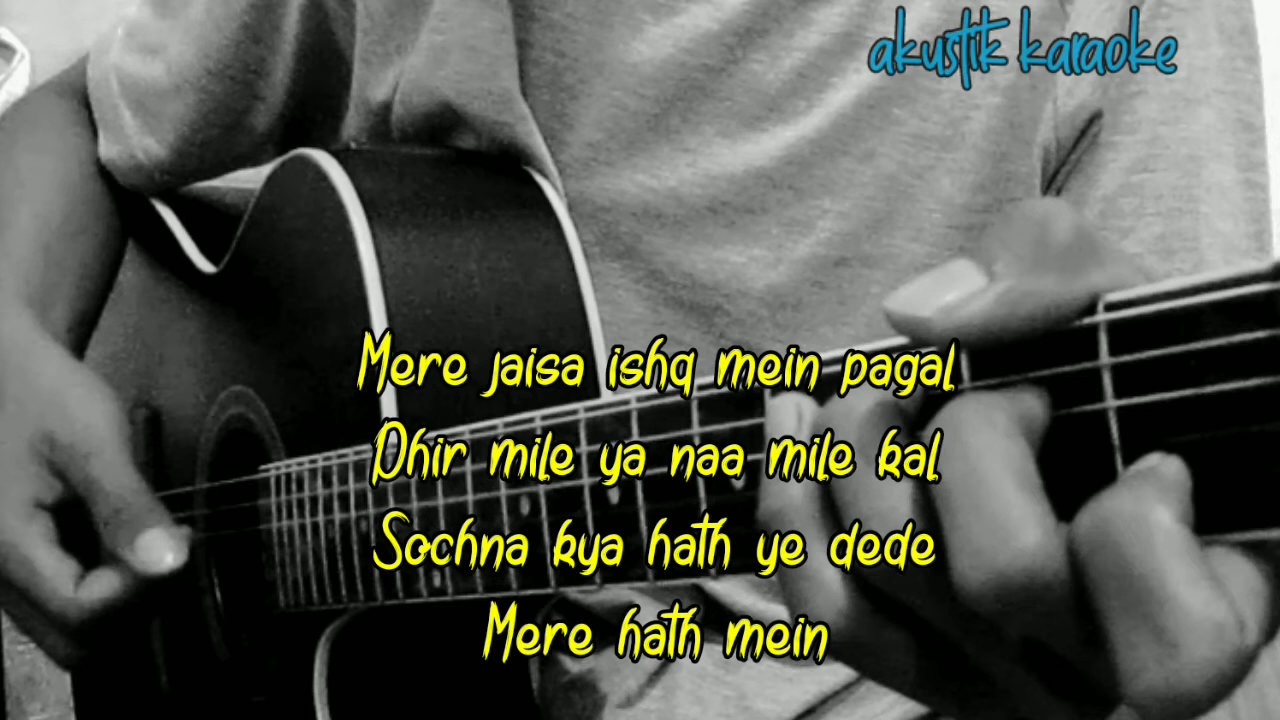 akustik karaoke
Mere jaisa ishq mein pagal
Dhir mile ya naa mile kal
Sochna kya hath ye dede
Mere hath mein